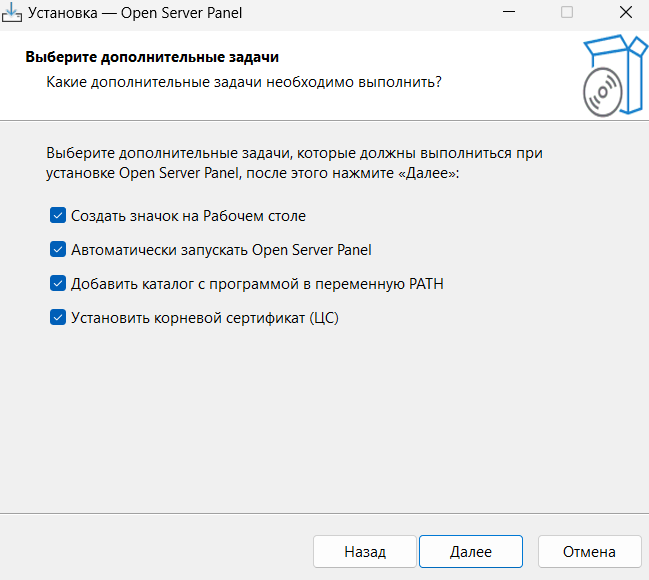 Установка — Open Server Panel
Выберите дополнительные задачи
Какие дополнительные задачи необходимо выполнить?
Выберите дополнительные задачи, которые должны выполниться при
установке Open Server Panel, после этого нажмите «Далее»:
Создать значок на Рабочем столе
Автоматически запускать Open Server Panel
Добавить каталог с программой в переменную PATH
Установить корневой сертификат (ЦС)
Назад
Далее
Отмена